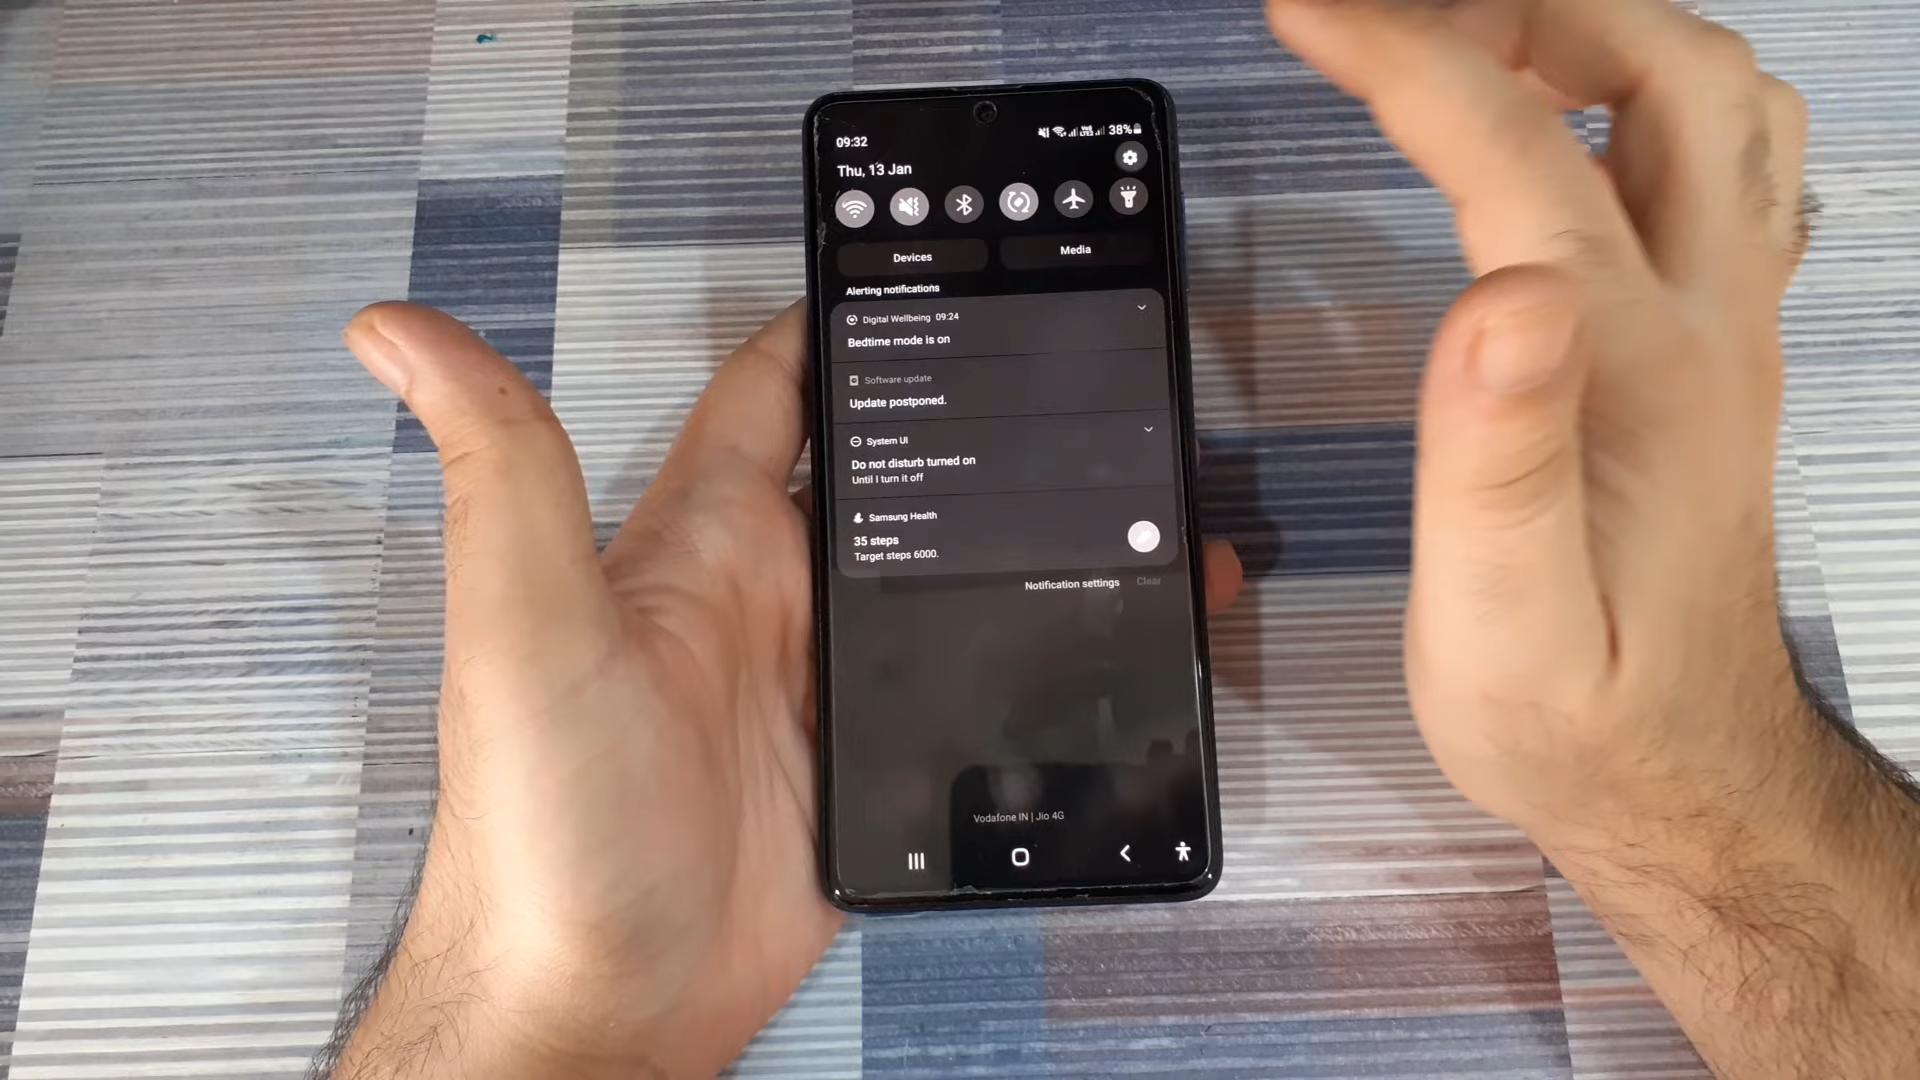 09:32
38%
Thu, 13 Jan
Devices
Media
Alerting notifications
Digital Wellbeing 09:24
Bedtime mode is on
Software update
Update postponed.
System UI
Do not disturb turned on
Until I turn it off
Samsung Health
35 steps
Target steps 6000.
Notification settings
Clear
Vodafone IN | Jio 4G